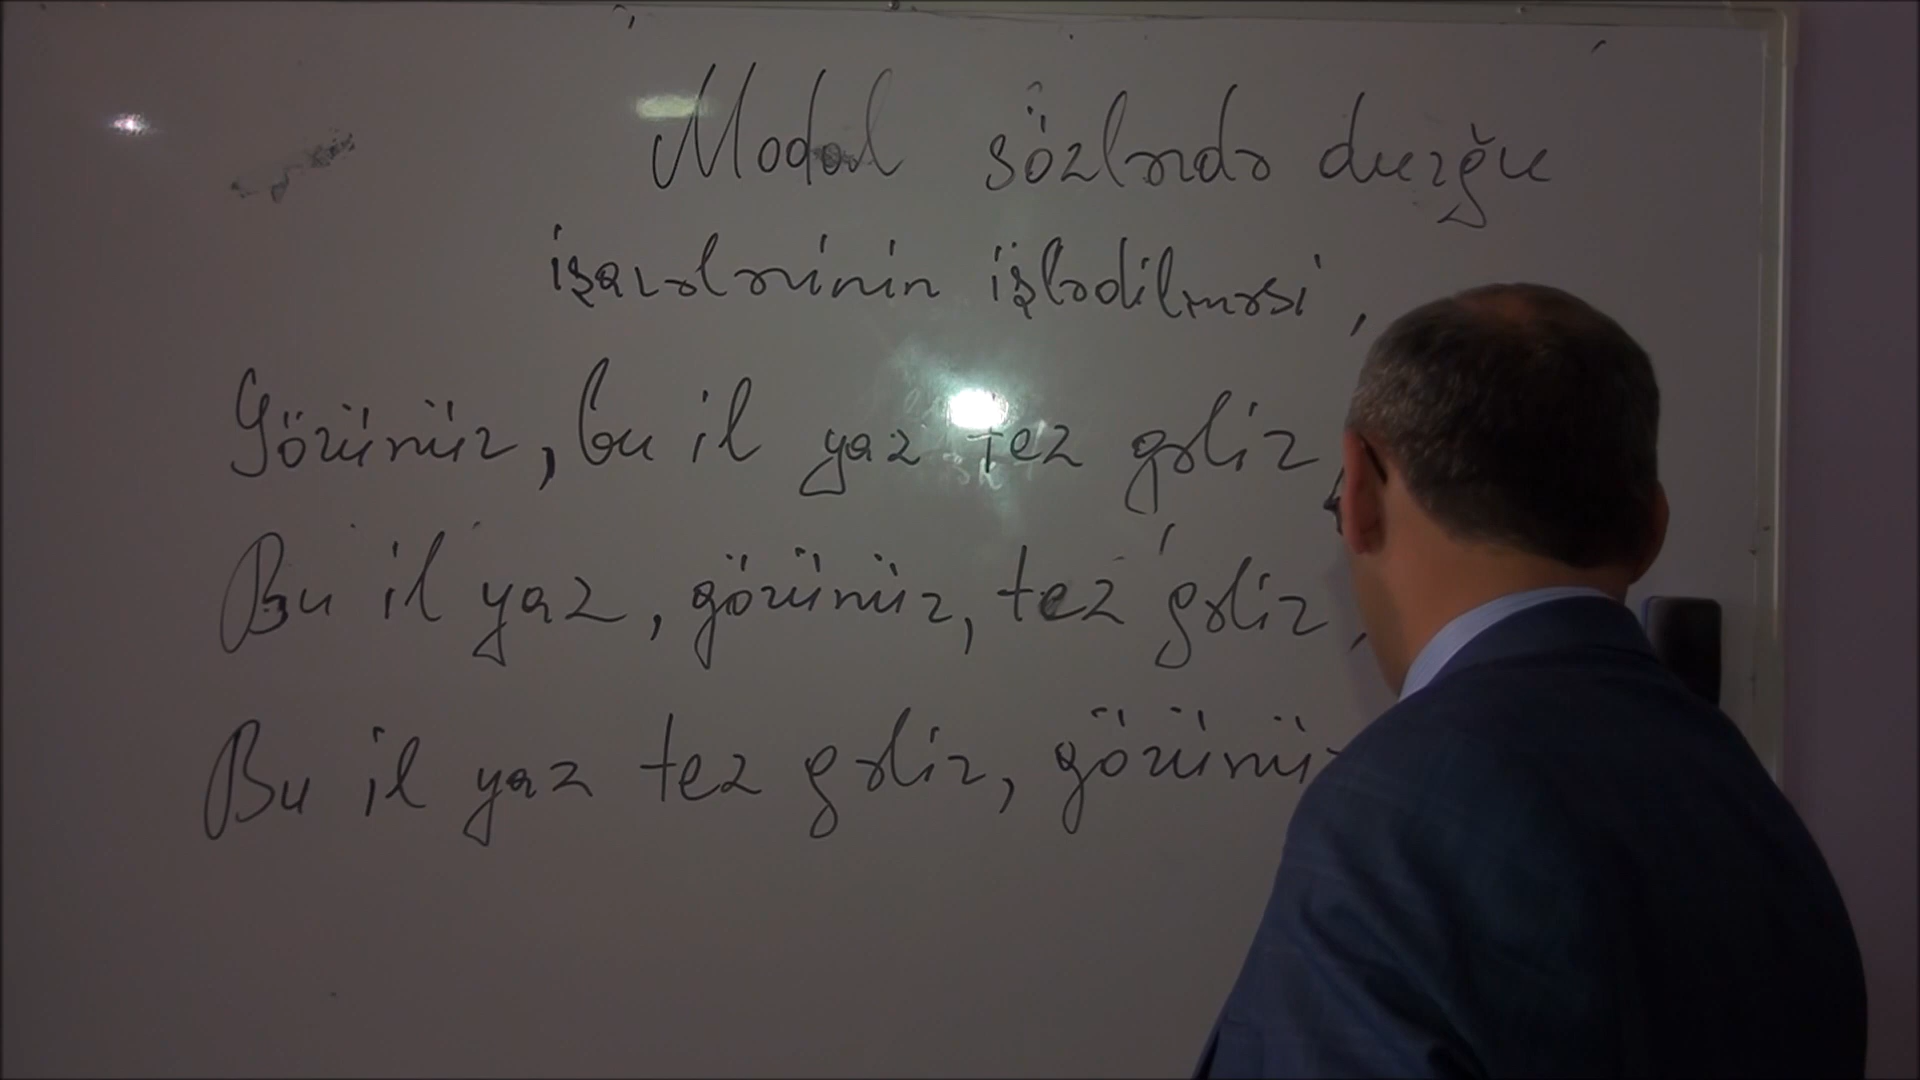 Modal sözlərdə durğu
işarələrinin işlədilməsi,
Görünür, bu il yaz tez gəlir,
Bu il yaz, görünür, tez gəlir,
Bu il yaz tez gəlir, görünür